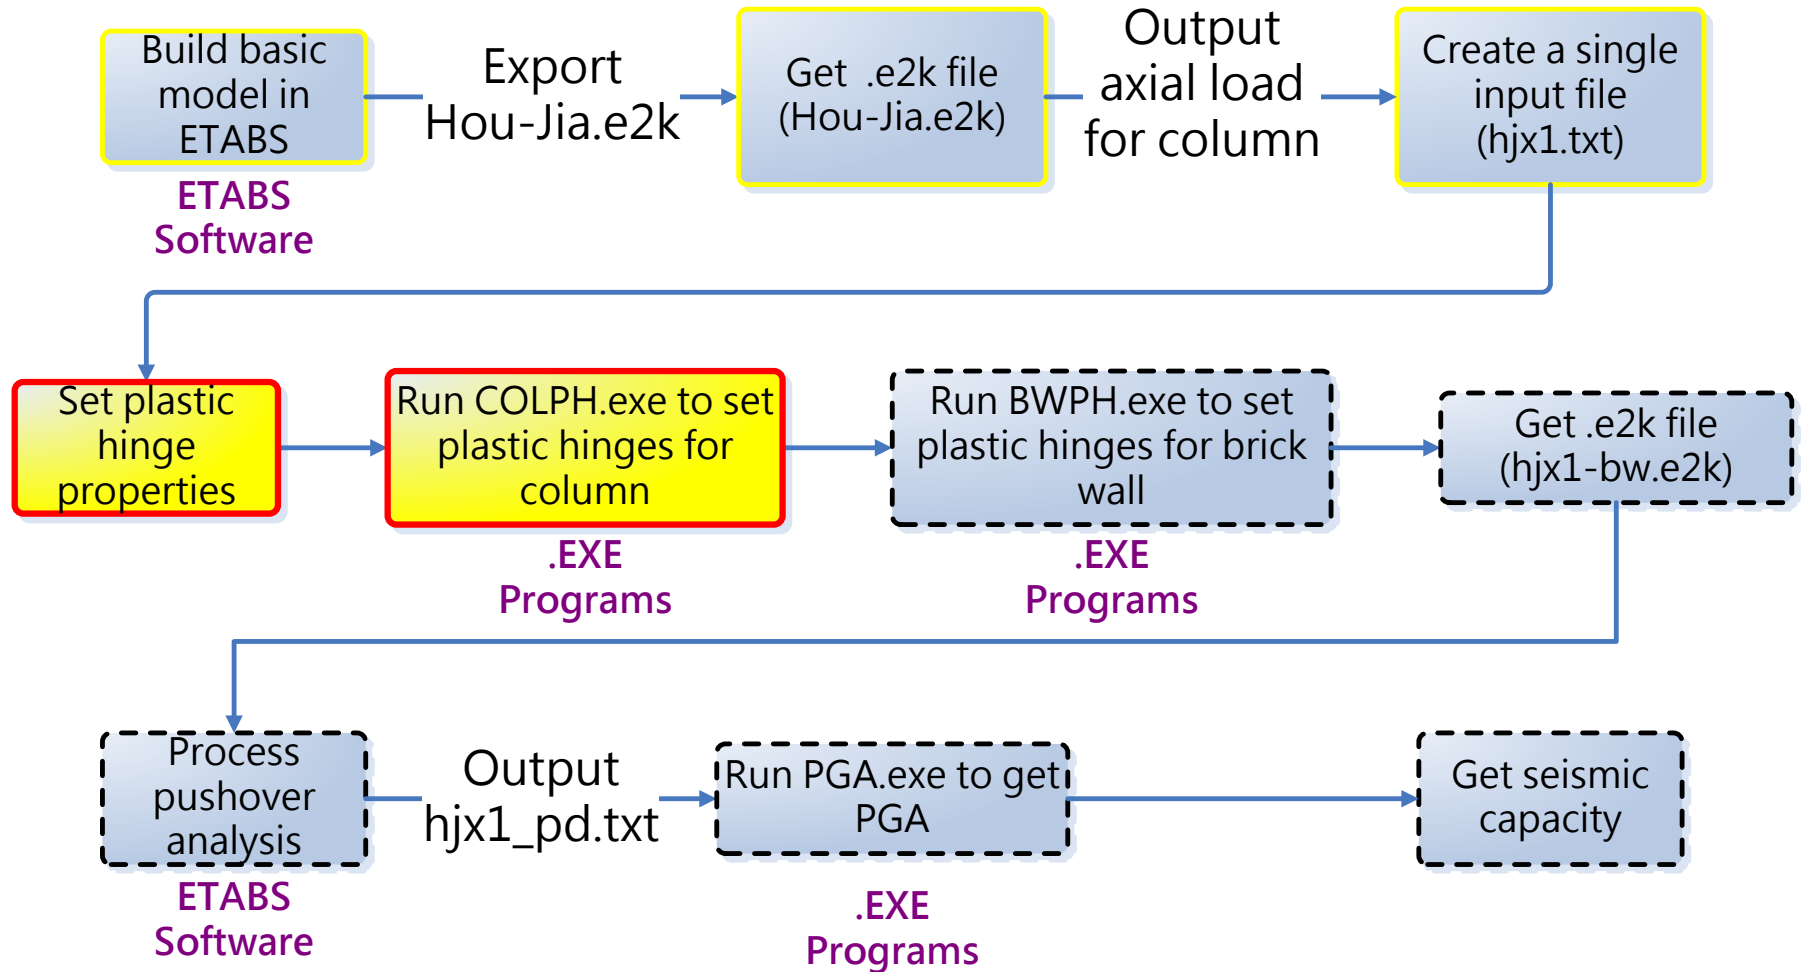 Build basic
model in
ETABS
ETABS
Software
Export
Hou-Jia.e2k
Get .e2k file
(Hou-Jia.e2k)
Output
axial load
for column
Create a single
input file
(hjx1.txt)
Set plastic
hinge
properties
Run COLPH.exe to set
plastic hinges for
column
.EXE
Programs
Run BWPH.exe to set
plastic hinges for brick
wall
.EXE
Programs
Get .e2k file
(hjx1-bw.e2k)
Process
pushover
analysis
ETABS
Software
Output
hjx1_pd.txt
Run PGA.exe to get
PGA
.EXE
Programs
Get seismic
capacity